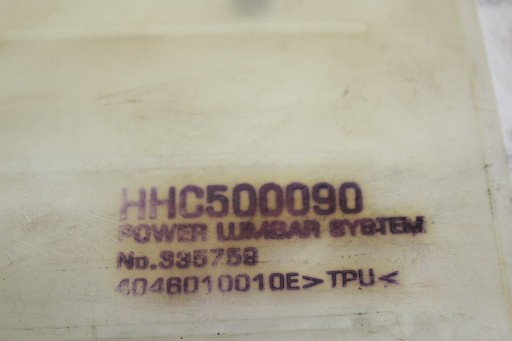 HHC500090
POWER LUMBAR SYSTEM
No.335759
4046010010E>TPU<